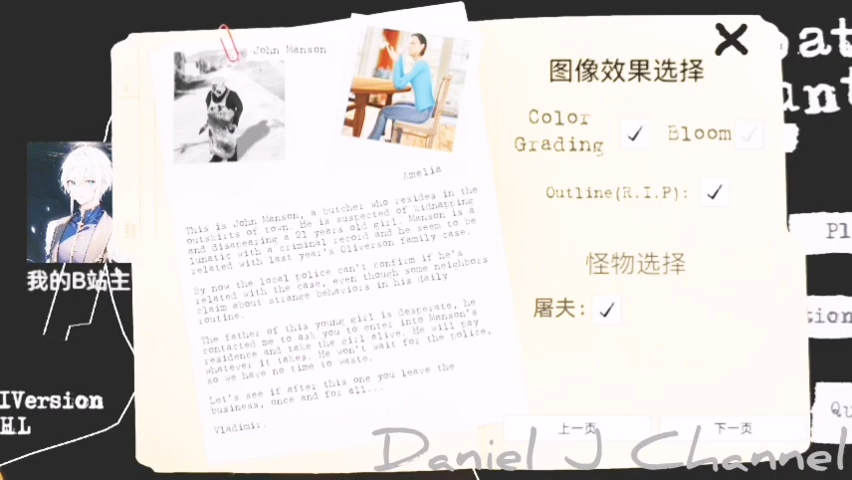 John Manson
Amelia
This is John Manson, a butcher who resides in the
outskirts of town. He is suspected of kidnapping
and disapearing a 21 years old girl. Manson is a
lunatic with a criminal record and he seem to be
related with last year's Oliverson family case.
By now the local police can't confirm if he's
related with the case, even though some neighbors
claim about strange behaviors in his daily
routine.
The father of this young girl is desperate, he
contacted me to ask you to enter into Manson's
residence and take the girl alive. He will pay
whatever it takes. He won't wait for the police,
so we have no time to waste.
Let's see if after this one you leave the
business, once and for all...
Vladimir.
图像效果选择
Color
Grading
Bloom
Outline(R.I.P):
怪物选择
屠夫:
上一页
下一页
我的B站主
Daniel J Channel